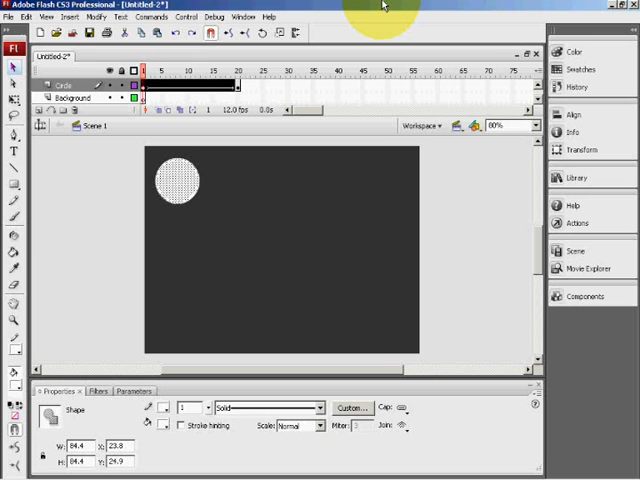 Adobe Flash CS3 Professional - [Untitled-2*]
File Edit View Insert Modify Text Commands Control Debug Window Help
Untitled-2*
1 5 10 15 20 25 30 35 40 45 50 55 60 65 70 75
Circle
Background
1 12.0 fps 0.0s
Scene 1
Workspace
80%
Fl
Color
Swatches
History
Align
Info
Transform
Library
Help
Actions
Scene
Movie Explorer
Components
Properties Filters Parameters
Shape
1
Solid
Custom...
Cap:
Stroke hinting
Scale: Normal
Miter: 3
Join:
W: 84.4 X: 23.8
H: 84.4 Y: 24.9